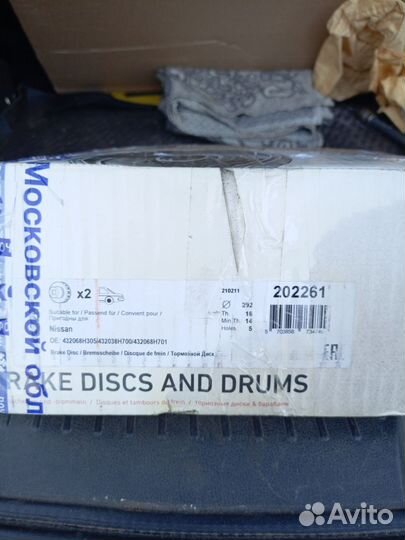 Московской обл
x2
210211
202261
Suitable for / Passend für / Convient pour /
Пригодны для
Nissan
OE: 432068H305/432038H700/432068H701
Brake Disc / Bremsscheibe / Disque de frein / Тормозной Диск
Ø 292
Th. 16
Min.Th. 14
Holes 5
BRAKE DISCS AND DRUMS
/ Disques et tambours de frein / тормозные диски & барабаны
Avito